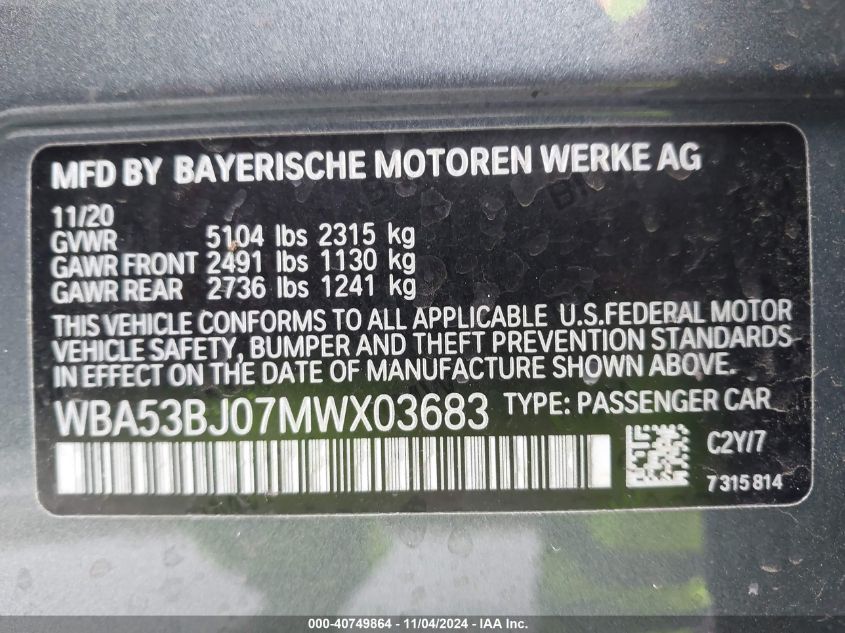 MFD BY BAYERISCHE MOTOREN WERKE AG
11/20
GVWR 5104 lbs 2315 kg
GAWR FRONT 2491 lbs 1130 kg
GAWR REAR 2736 lbs 1241 kg
THIS VEHICLE CONFORMS TO ALL APPLICABLE U.S.FEDERAL MOTOR
VEHICLE SAFETY, BUMPER AND THEFT PREVENTION STANDARDS
IN EFFECT ON THE DATE OF MANUFACTURE SHOWN ABOVE.
WBA53BJ07MWX03683 TYPE: PASSENGER CAR
C2Y/7
7315814
000-40749864 - 11/04/2024 - IAA Inc.